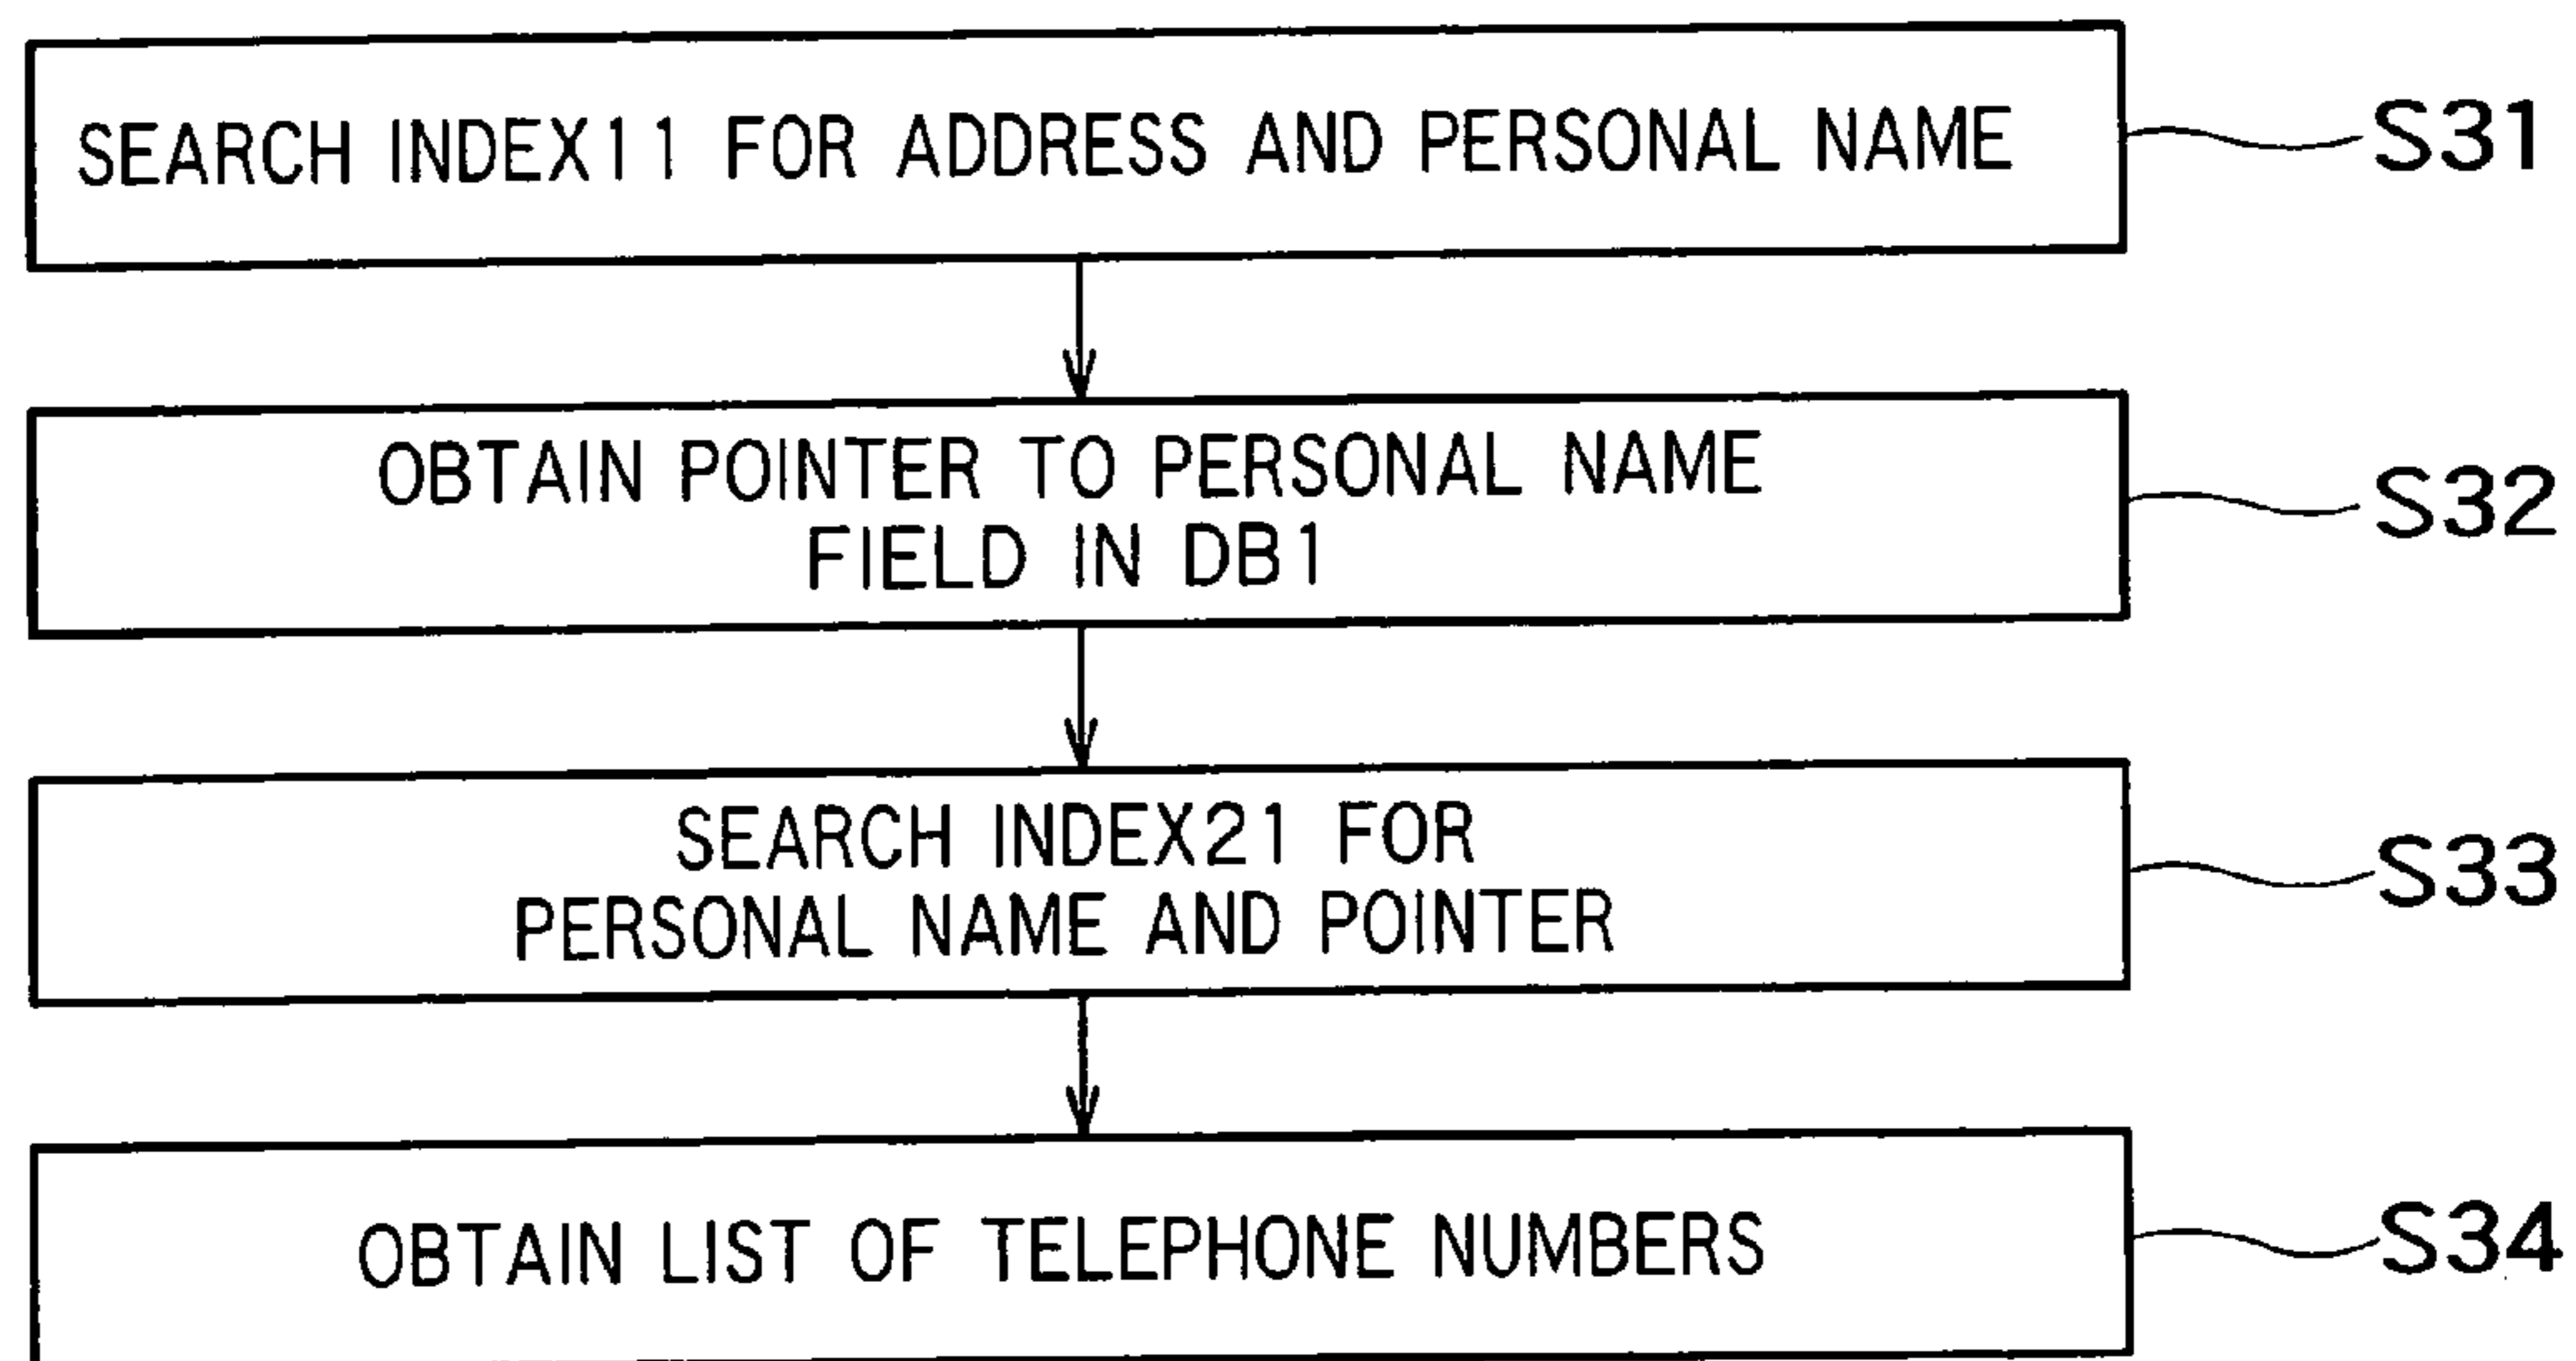 SEARCH INDEX11 FOR ADDRESS AND PERSONAL NAME
S31
OBTAIN POINTER TO PERSONAL NAME
FIELD IN DB1
S32
SEARCH INDEX21 FOR
PERSONAL NAME AND POINTER
S33
OBTAIN LIST OF TELEPHONE NUMBERS
S34